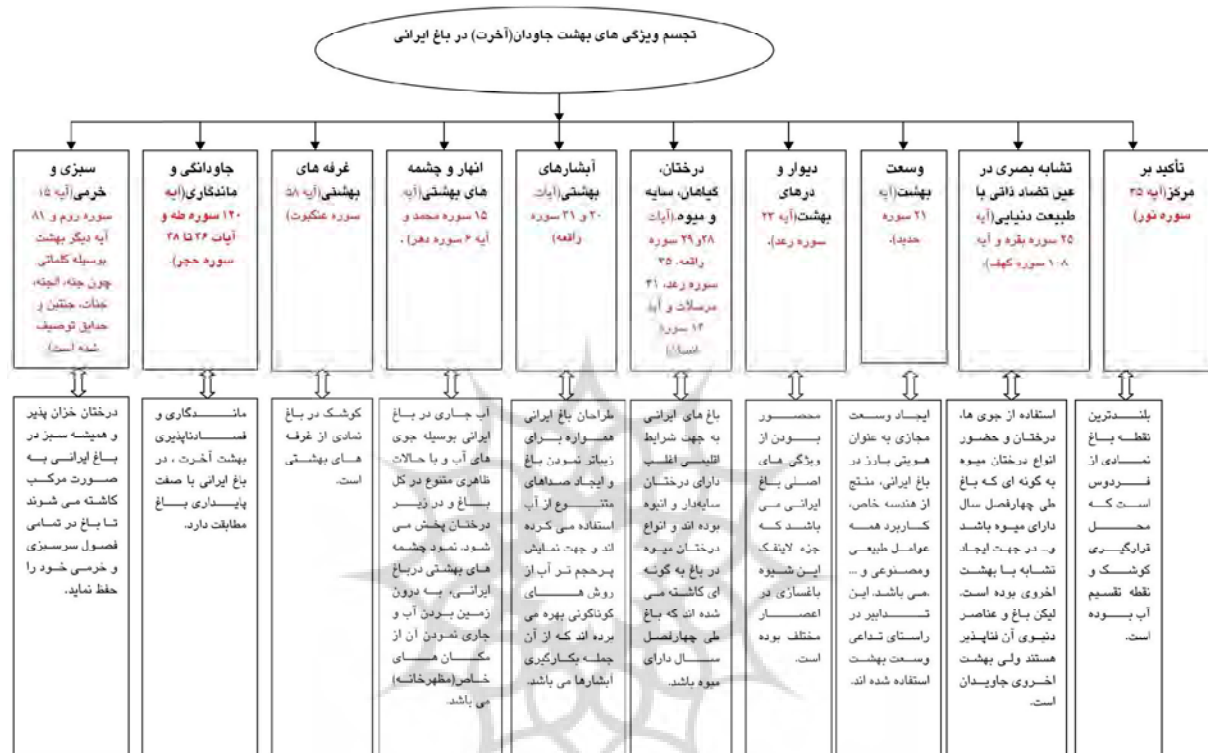 تجسم ویژگی های بهشت جاودان(آخرت) در باغ ایرانی
تأکید بر
مرکز(آیه ۳۵
سوره نور)
تشابه بصری در
عین تضاد ذاتی با
طبیعت دنیایی(آیه
۲۵ سوره بقره و آیه
۱۰۸ سوره کهف).
وسعت
بهشت(آیه
۲۱ سوره
حدید).
دیوار و
درهای
بهشت(آیه ۲۳
سوره رعد).
درختان،
گیاهان، سایه
و میوه.(آیات
۲۸و ۲۹ سوره
سوره رعد، ۴۱
مرسلات و آیه
۱۴ سوره
انسان)
آبشارهای
بهشتی(آیات
۳۰ و ۳۱ سوره
انهار و چشمه
های بهشتی(آیه
۱۵ سوره محمد و
آیه ۶ سوره دهر) .
غرفه های
بهشتی(آیه ۵۸
سوره عنکبوت)
جاودانگی و
ماندگاری(آیه
۱۲۰ سوره طه و
آیات ۳۶ تا ۳۸
سوره حجر).
سبزی و
خرمی(آیه ۱۵
سوره روم و ۸۱
آیه دیگر بهشت
بوسیله کلماتی
چون جنه، الجنه،
جنات، جنتین و
حدایق توصیف
شده است)
بلندترین
نقطه باغ
نمادی از
فردوس
است که
محل
قرارگیری
کوشک و
نقطه تقسیم
آب بوده
است.
استفاده از جوی ها،
درختان و حضور
انواع درختان میوه
به گونه ای که باغ
طی چهارفصل سال
دارای میوه باشد
و... در جهت ایجاد
تشابه با بهشت
اخروی بوده است.
لیکن باغ و عناصر
دنیوی آن فناپذیر
هستند ولی بهشت
اخروی جاویدان
است.
ایجاد وسعت
مجازی به عنوان
هویتی بارز در
باغ ایرانی، منتج
از هندسه خاص،
کاربرد همه
عوامل طبیعی
ومصنوعی و ...
می باشد. این
تدابیر در
راستای تداعی
وسعت بهشت
استفاده شده اند.
محصور
بودن از
ویژگی های
اصلی باغ
ایرانی می
باشد که
جزء لاینفک
این شیوه
باغسازی در
اعصار
مختلف بوده
است.
باغ های ایرانی
به جهت شرایط
اقلیمی اغلب
دارای درختان
سایه‌دار و انبوه
بوده اند و انواع
درختان میوه
در باغ به گونه
ای کاشته می
شده اند که باغ
طی چهارفصل
سال دارای
میوه باشد.
طراحان باغ ایرانی
همواره برای
زیباتر نمودن باغ
و ایجاد صداهای
متنوع از آب
استفاده می کرده
اند و جهت نمایش
پرحجم تر آب از
روش های
گوناگونی بهره می
برده اند که از آن
جمله بکارگیری
آبشارها می باشد.
آب جاری در باغ
ایرانی بوسیله جوی
های آب و با حالات
ظاهری متنوع در کل
باغ و در زیر
درختان پخش می
شود. نمود چشمه
های بهشتی درباغ
ایرانی، به درون
زمین بردن آب و
جاری نمودن آن از
مکان های
خاص(مظهرخانه)
می باشد.
کوشک در باغ
نمادی از غرفه
های بهشتی
است.
ماندگاری و
فسادناپذیری
بهشت آخرت ، در
باغ ایرانی با صفت
پایداری باغ
مطابقت دارد.
درختان خزان پذیر
و همیشه سبز در
باغ ایرانی به
صورت مرکب
کاشته می شوند
تا باغ در تمامی
فصول سرسبزی
و خرمی خود را
حفظ نماید.